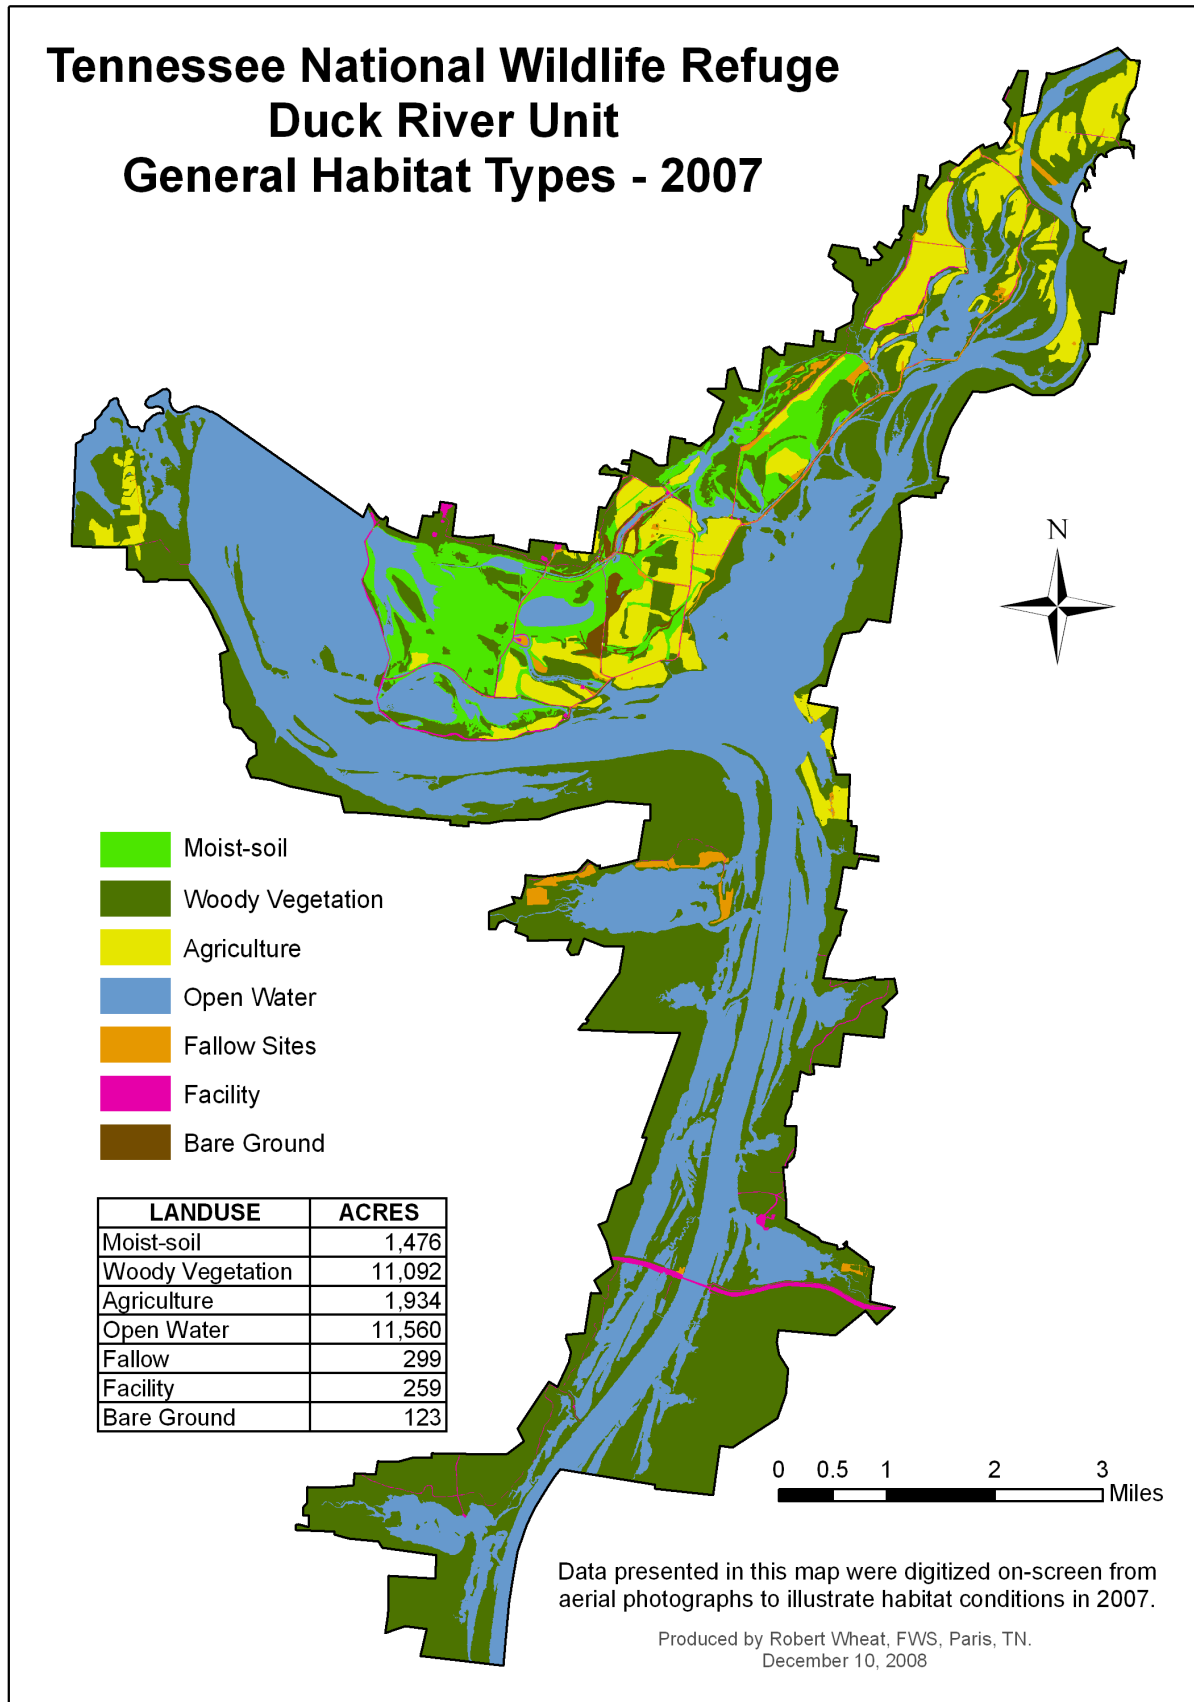 Tennessee National Wildlife Refuge
Duck River Unit
General Habitat Types - 2007
N
Moist-soil
Woody Vegetation
Agriculture
Open Water
Fallow Sites
Facility
Bare Ground
LANDUSE ACRES
Moist-soil 1,476
Woody Vegetation 11,092
Agriculture 1,934
Open Water 11,560
Fallow 299
Facility 259
Bare Ground 123
0 0.5 1 2 3
Miles
Data presented in this map were digitized on-screen from
aerial photographs to illustrate habitat conditions in 2007.
Produced by Robert Wheat, FWS, Paris, TN.
December 10, 2008